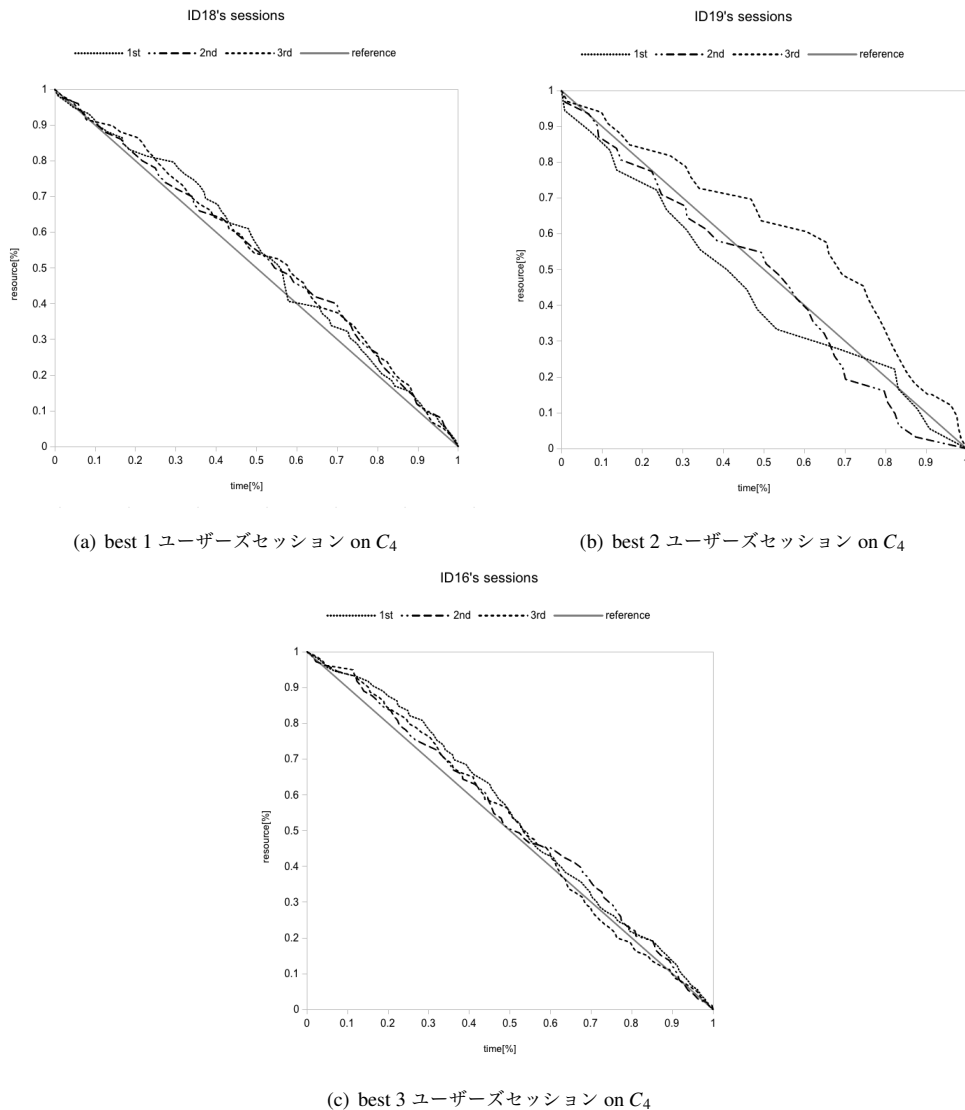 ID18's sessions
1st 2nd 3rd reference
1
0.9
0.8
0.7
0.6
0.5
0.4
0.3
0.2
0.1
0
resource[%]
0 0.1 0.2 0.3 0.4 0.5 0.6 0.7 0.8 0.9 1
time[%]
(a) best 1 ユーザーズセッション on C4
ID19's sessions
1st 2nd 3rd reference
1
0.9
0.8
0.7
0.6
0.5
0.4
0.3
0.2
0.1
0
resource[%]
0 0.1 0.2 0.3 0.4 0.5 0.6 0.7 0.8 0.9 1
time[%]
(b) best 2 ユーザーズセッション on C4
ID16's sessions
1st 2nd 3rd reference
1
0.9
0.8
0.7
0.6
0.5
0.4
0.3
0.2
0.1
0
resource[%]
0 0.1 0.2 0.3 0.4 0.5 0.6 0.7 0.8 0.9 1
time[%]
(c) best 3 ユーザーズセッション on C4